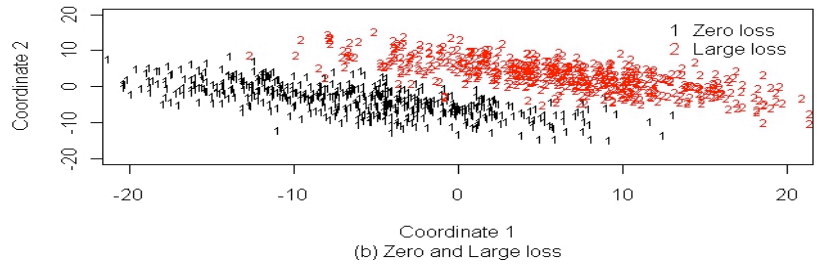 Coordinate 2
20
10
0
-10
-20
1 Zero loss
2 Large loss
-20 -10 0 10 20
Coordinate 1
(b) Zero and Large loss